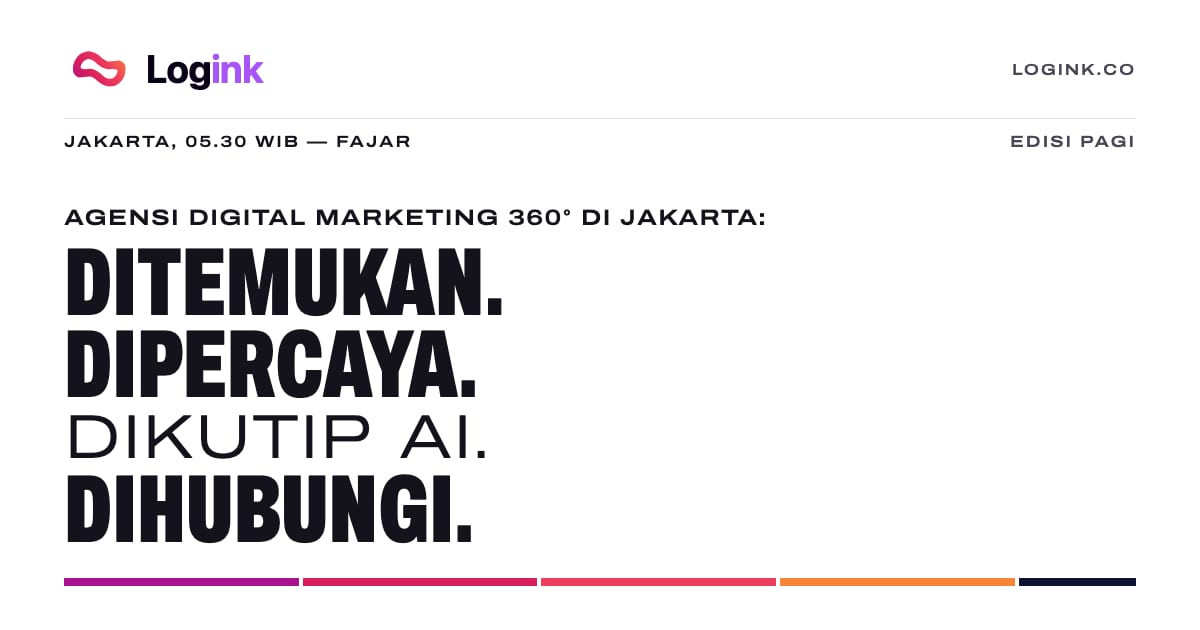 Logink
LOGINK.CO
JAKARTA, 05.30 WIB — FAJAR
EDISI PAGI
AGENSI DIGITAL MARKETING 360° DI JAKARTA:
DITEMUKAN.
DIPERCAYA.
DIKUTIP AI.
DIHUBUNGI.